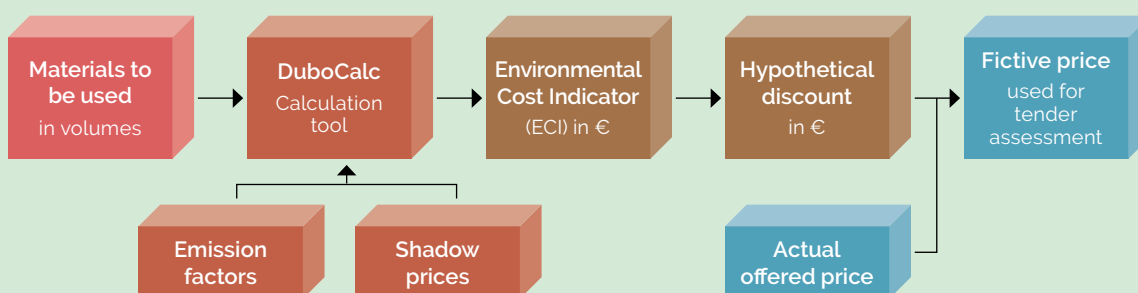 Materials to
be used
in volumes
DuboCalc
Calculation
tool
Environmental
Cost Indicator
(ECI) in €
Hypothetical
discount
in €
Fictive price
used for
tender
assessment
Emission
factors
Shadow
prices
Actual
offered price